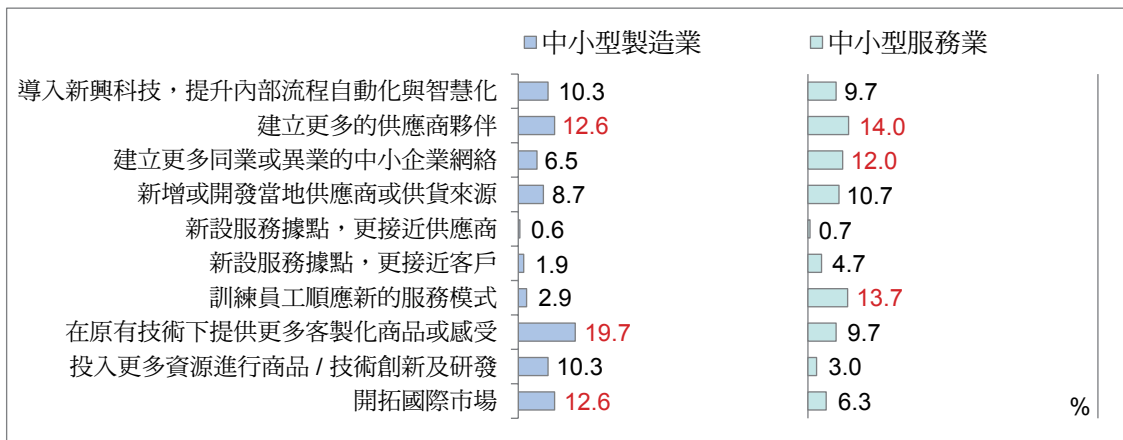 中小型製造業 中小型服務業
導入新興科技，提升內部流程自動化與智慧化 10.3 9.7
建立更多的供應商夥伴 12.6 14.0
建立更多同業或異業的中小企業網絡 6.5 12.0
新增或開發當地供應商或供貨來源 8.7 10.7
新設服務據點，更接近供應商 0.6 0.7
新設服務據點，更接近客戶 1.9 4.7
訓練員工順應新的服務模式 2.9 13.7
在原有技術下提供更多客製化商品或感受 19.7 9.7
投入更多資源進行商品 / 技術創新及研發 10.3 3.0
開拓國際市場 12.6 6.3 %